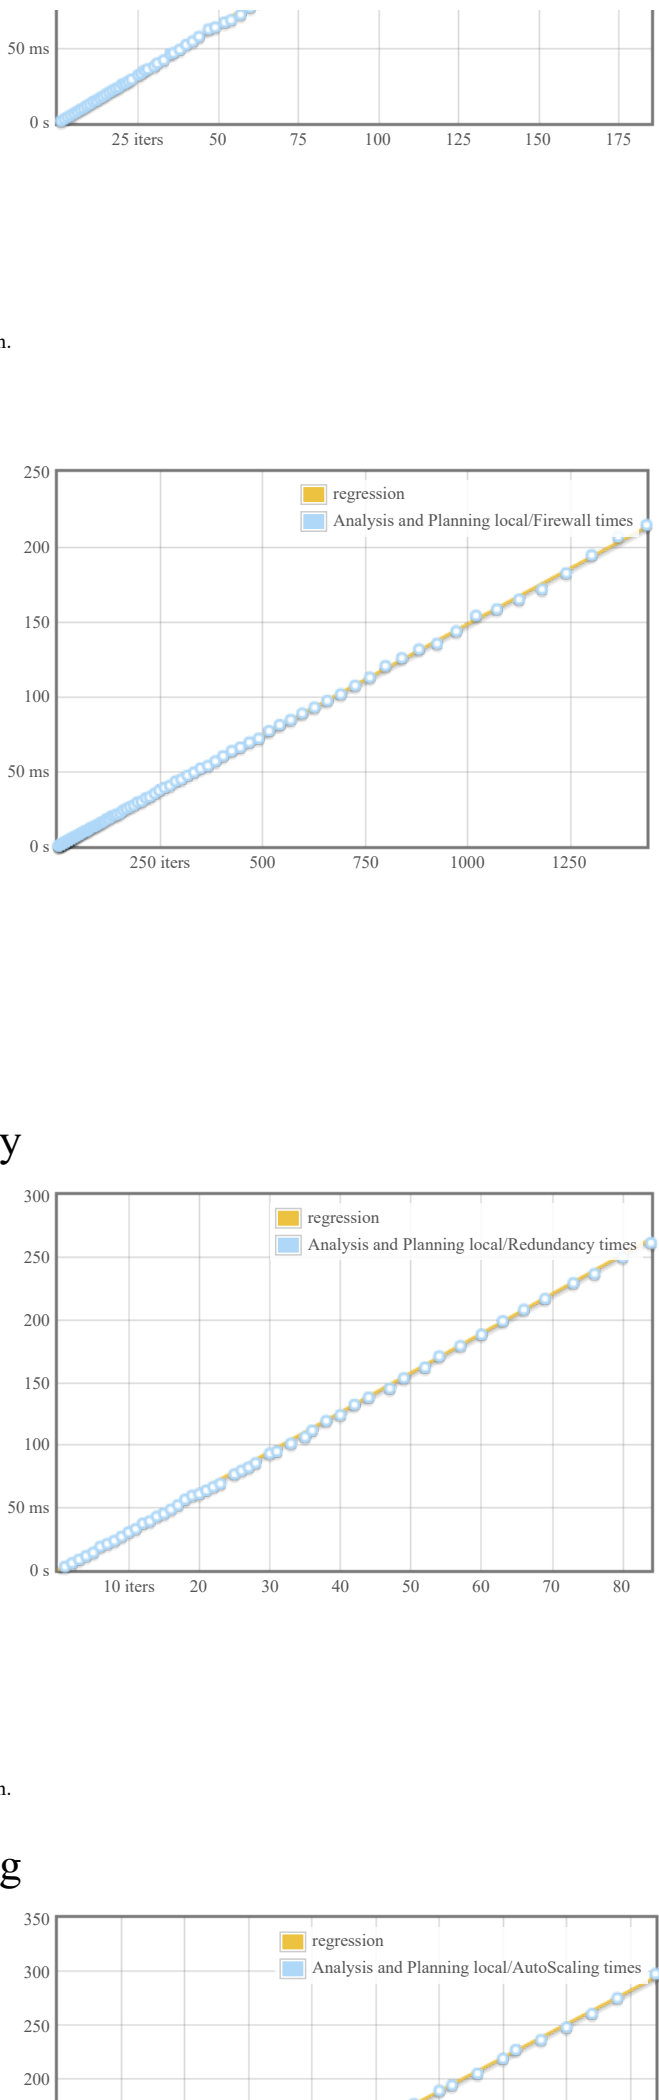 50 ms
0 s
25 iters 50 75 100 125 150 175
n.
250
regression
Analysis and Planning local/Firewall times
200
150
100
50 ms
0 s
250 iters 500 750 1000 1250
y
300
regression
Analysis and Planning local/Redundancy times
250
200
150
100
50 ms
0 s
10 iters 20 30 40 50 60 70 80
n.
g
350
regression
Analysis and Planning local/AutoScaling times
300
250
200